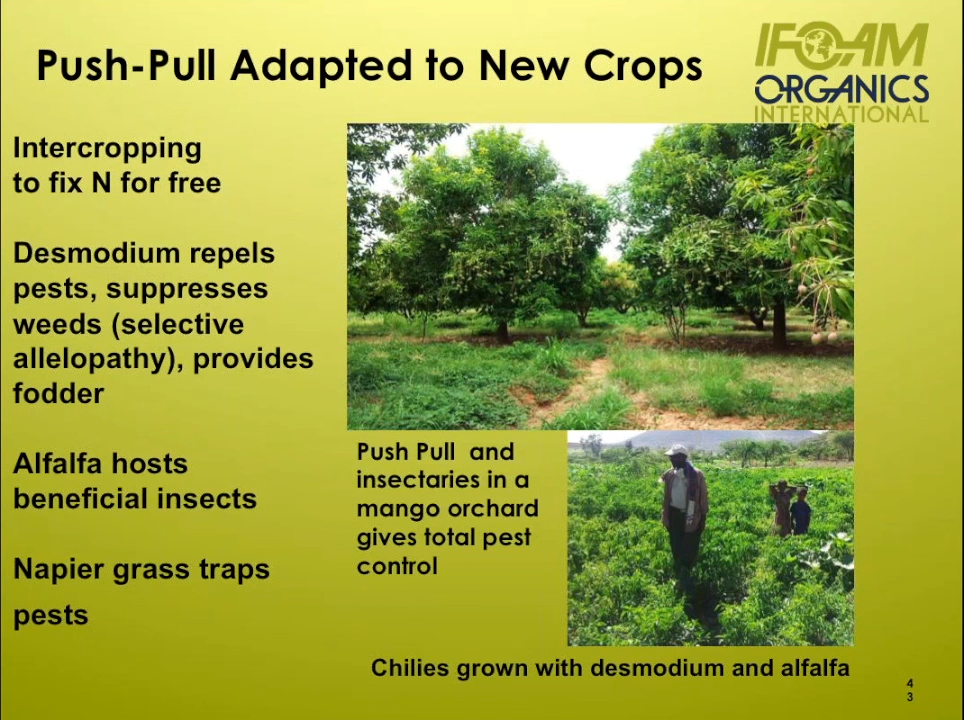 Push-Pull Adapted to New Crops
IFOAM
ORGANICS
INTERNATIONAL
Intercropping
to fix N for free
Desmodium repels
pests, suppresses
weeds (selective
allelopathy), provides
fodder
Alfalfa hosts
beneficial insects
Napier grass traps
pests
Push Pull and
insectaries in a
mango orchard
gives total pest
control
Chilies grown with desmodium and alfalfa
4
3